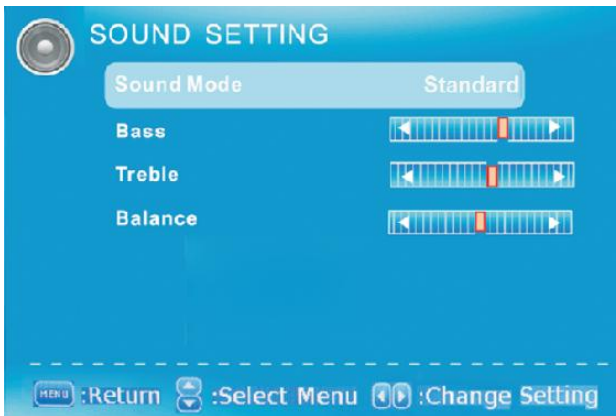 SOUND SETTING
Sound Mode Standard
Bass
Treble
Balance
MENU :Return :Select Menu :Change Setting